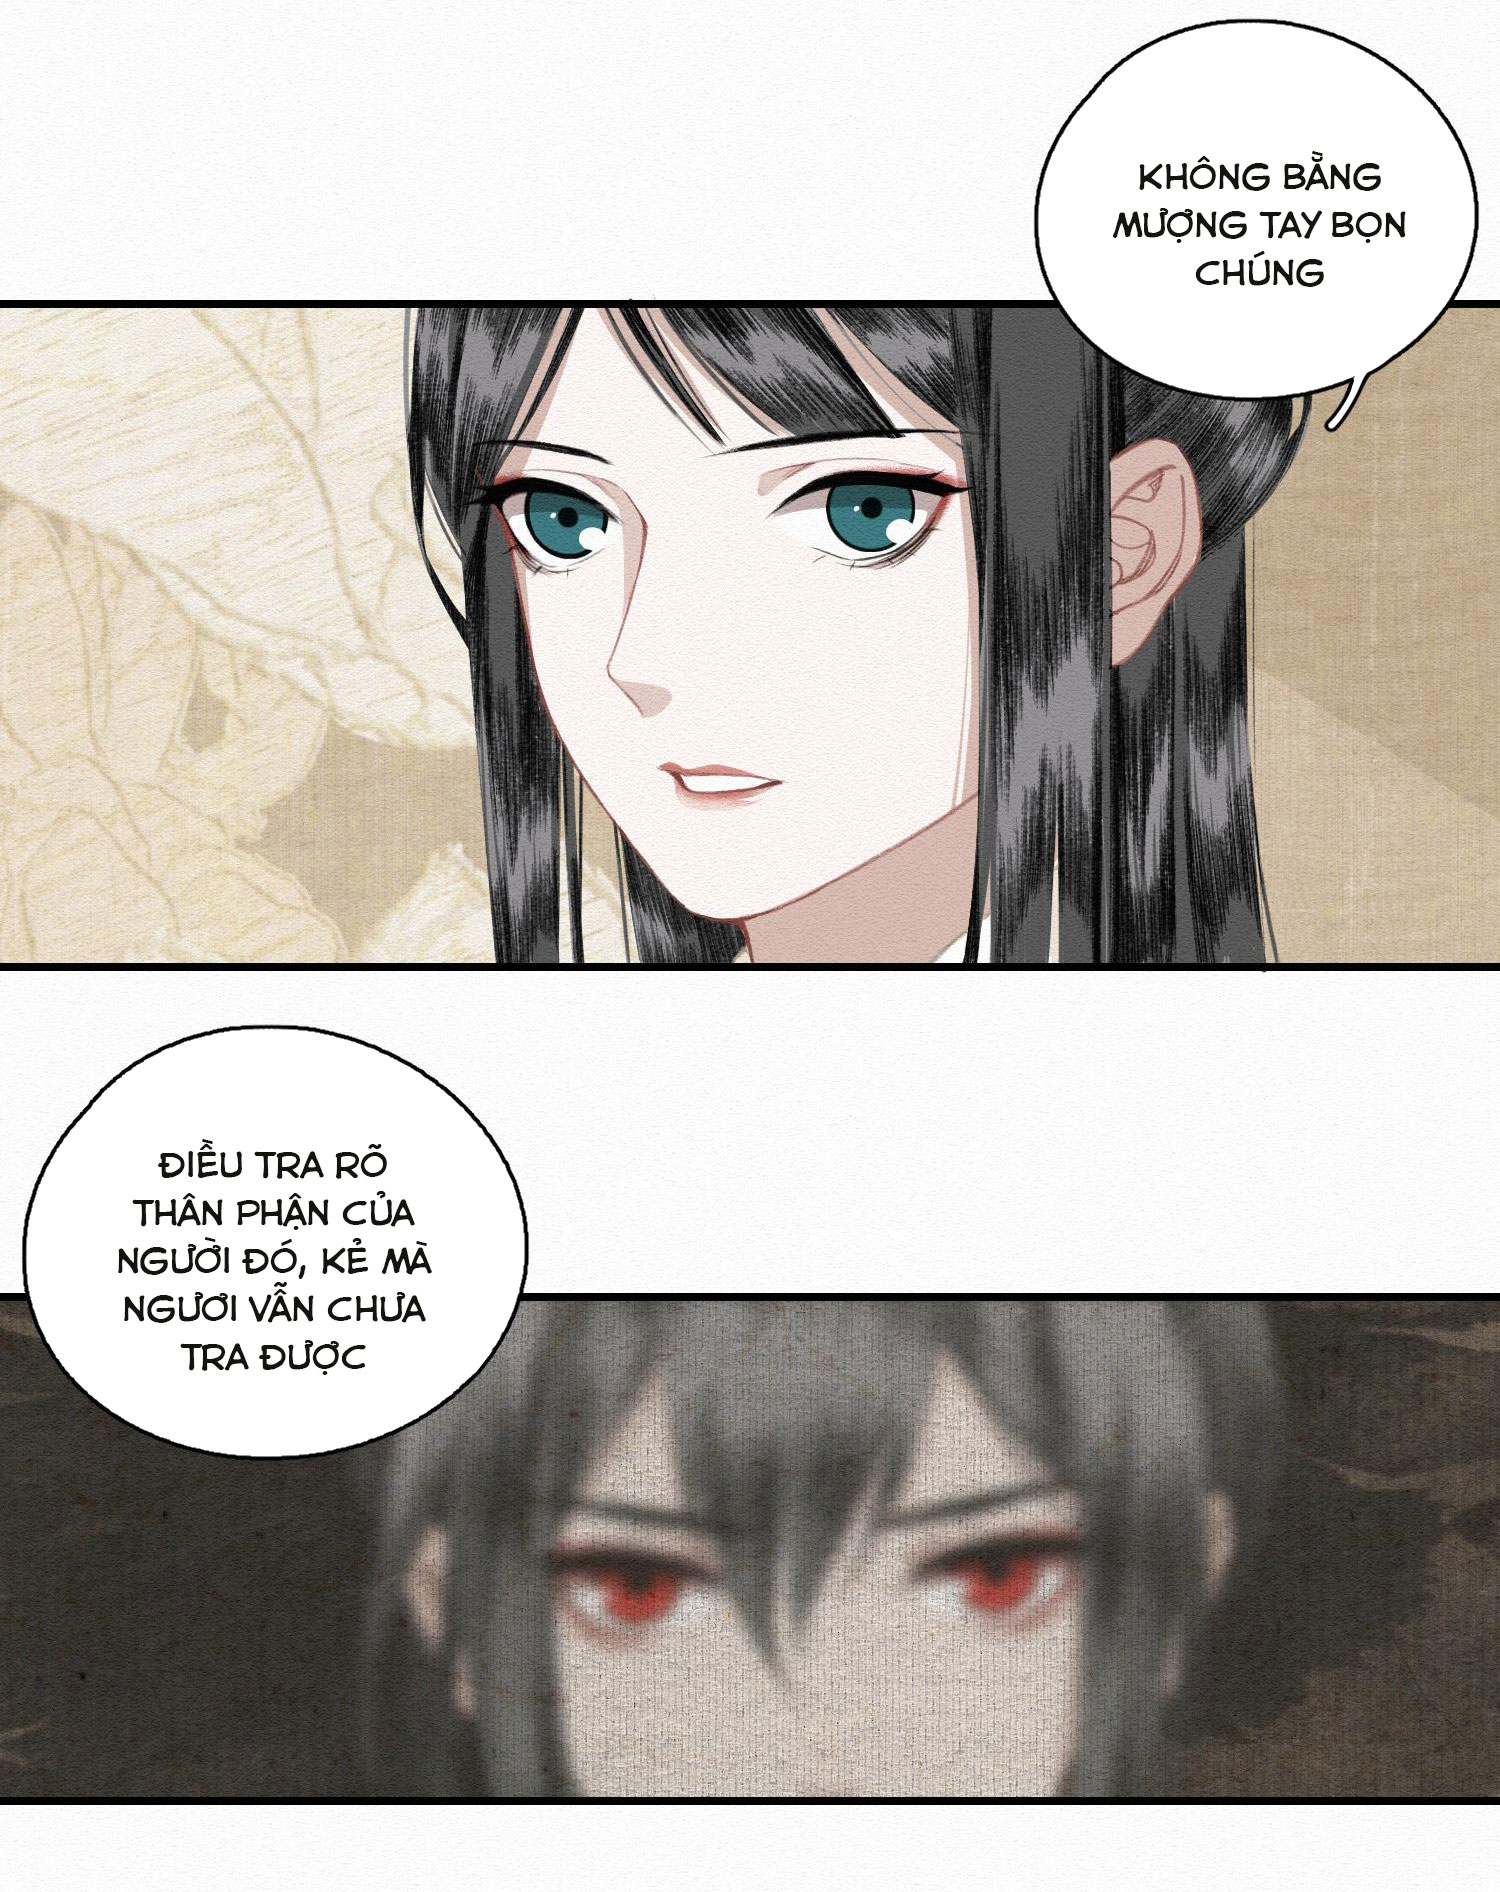 KHÔNG BẰNG
MƯỢNG TAY BỌN
CHÚNG
ĐIỀU TRA RÕ
THÂN PHẬN CỦA
NGƯỜI ĐÓ, KẺ MÀ
NGƯƠI VẪN CHƯA
TRA ĐƯỢC